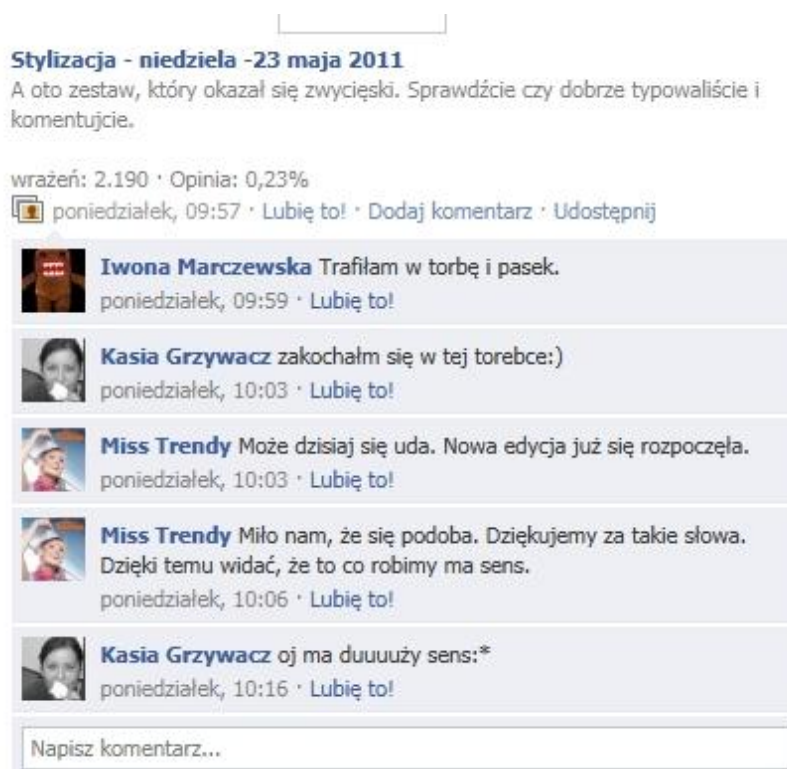 Stylizacja - niedziela -23 maja 2011
A oto zestaw, który okazał się zwycięski. Sprawdźcie czy dobrze typowaliście i
komentujcie.
wrażeń: 2.190 · Opinia: 0,23%
poniedziałek, 09:57 · Lubię to! · Dodaj komentarz · Udostępnij
Iwona Marczewska Trafiłam w torbę i pasek.
poniedziałek, 09:59 · Lubię to!
Kasia Grzywacz zakochałm się w tej torebce:)
poniedziałek, 10:03 · Lubię to!
Miss Trendy Może dzisiaj się uda. Nowa edycja już się rozpoczęła.
poniedziałek, 10:03 · Lubię to!
Miss Trendy Miło nam, że się podoba. Dziękujemy za takie słowa.
Dzięki temu widać, że to co robimy ma sens.
poniedziałek, 10:06 · Lubię to!
Kasia Grzywacz oj ma duuuuży sens:*
poniedziałek, 10:16 · Lubię to!
Napisz komentarz...